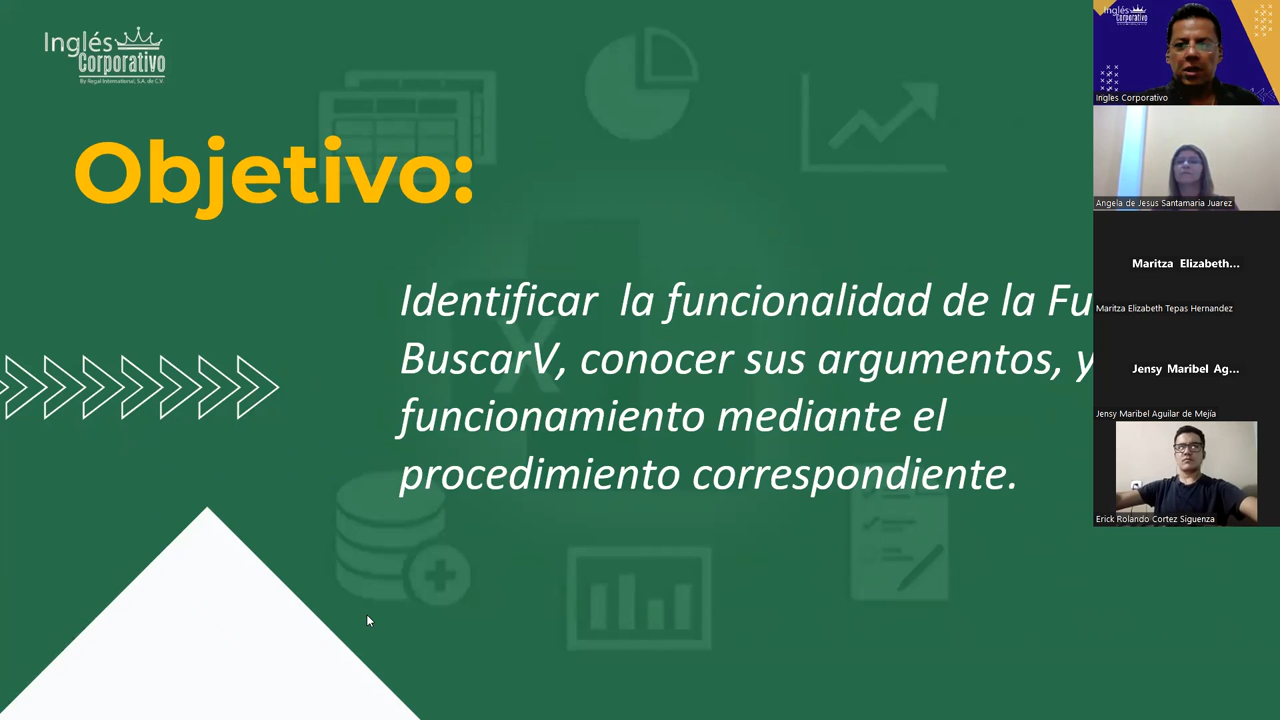 Inglés
Corporativo
By Regal International, S.A. de C.V.
Objetivo:
Identificar la funcionalidad de la Fu
BuscarV, conocer sus argumentos, y
funcionamiento mediante el
procedimiento correspondiente.
Inglés
Corporativo
Ingles Corporativo
Angela de Jesus Santamaria Juarez
Maritza Elizabeth...
Maritza Elizabeth Tepas Hernandez
Jensy Maribel Ag...
Jensy Maribel Aguilar de Mejía
Erick Rolando Cortez Siguenza